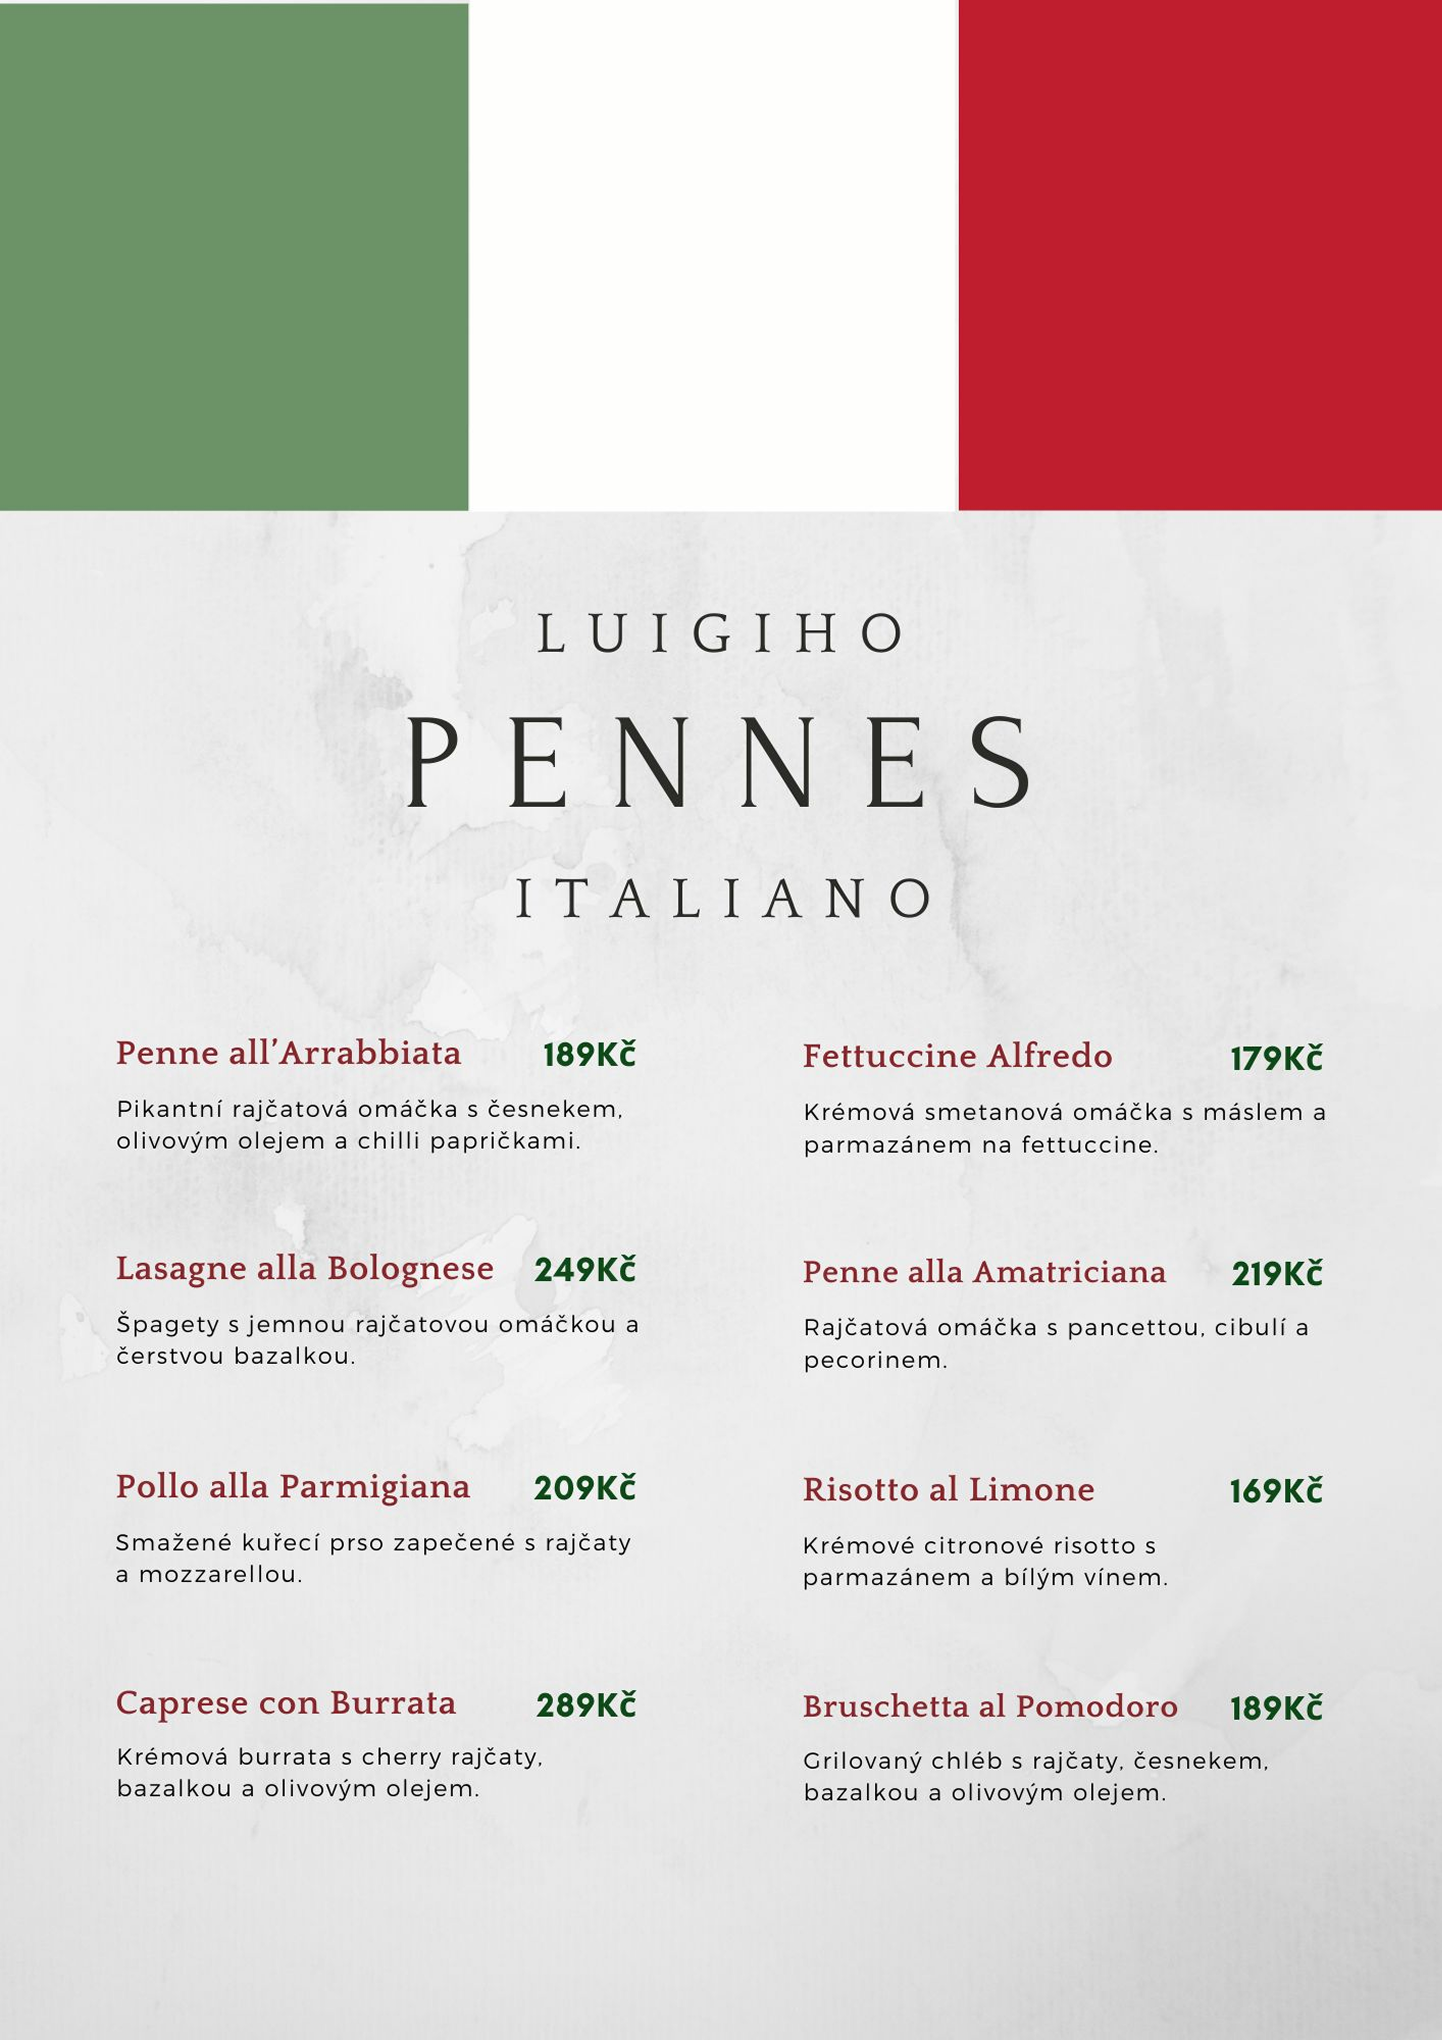 LUIGIHO
PENNES
ITALIANO
Penne all’Arrabbiata 189Kč
Pikantní rajčatová omáčka s česnekem,
olivovým olejem a chilli papričkami.
Lasagne alla Bolognese 249Kč
Špagety s jemnou rajčatovou omáčkou a
čerstvou bazalkou.
Pollo alla Parmigiana 209Kč
Smažené kuřecí prso zapečené s rajčaty
a mozzarellou.
Caprese con Burrata 289Kč
Krémová burrata s cherry rajčaty,
bazalkou a olivovým olejem.
Fettuccine Alfredo 179Kč
Krémová smetanová omáčka s máslem a
parmazánem na fettuccine.
Penne alla Amatriciana 219Kč
Rajčatová omáčka s pancettou, cibulí a
pecorinem.
Risotto al Limone 169Kč
Krémové citronové risotto s
parmazánem a bílým vínem.
Bruschetta al Pomodoro 189Kč
Grilovaný chléb s rajčaty, česnekem,
bazalkou a olivovým olejem.